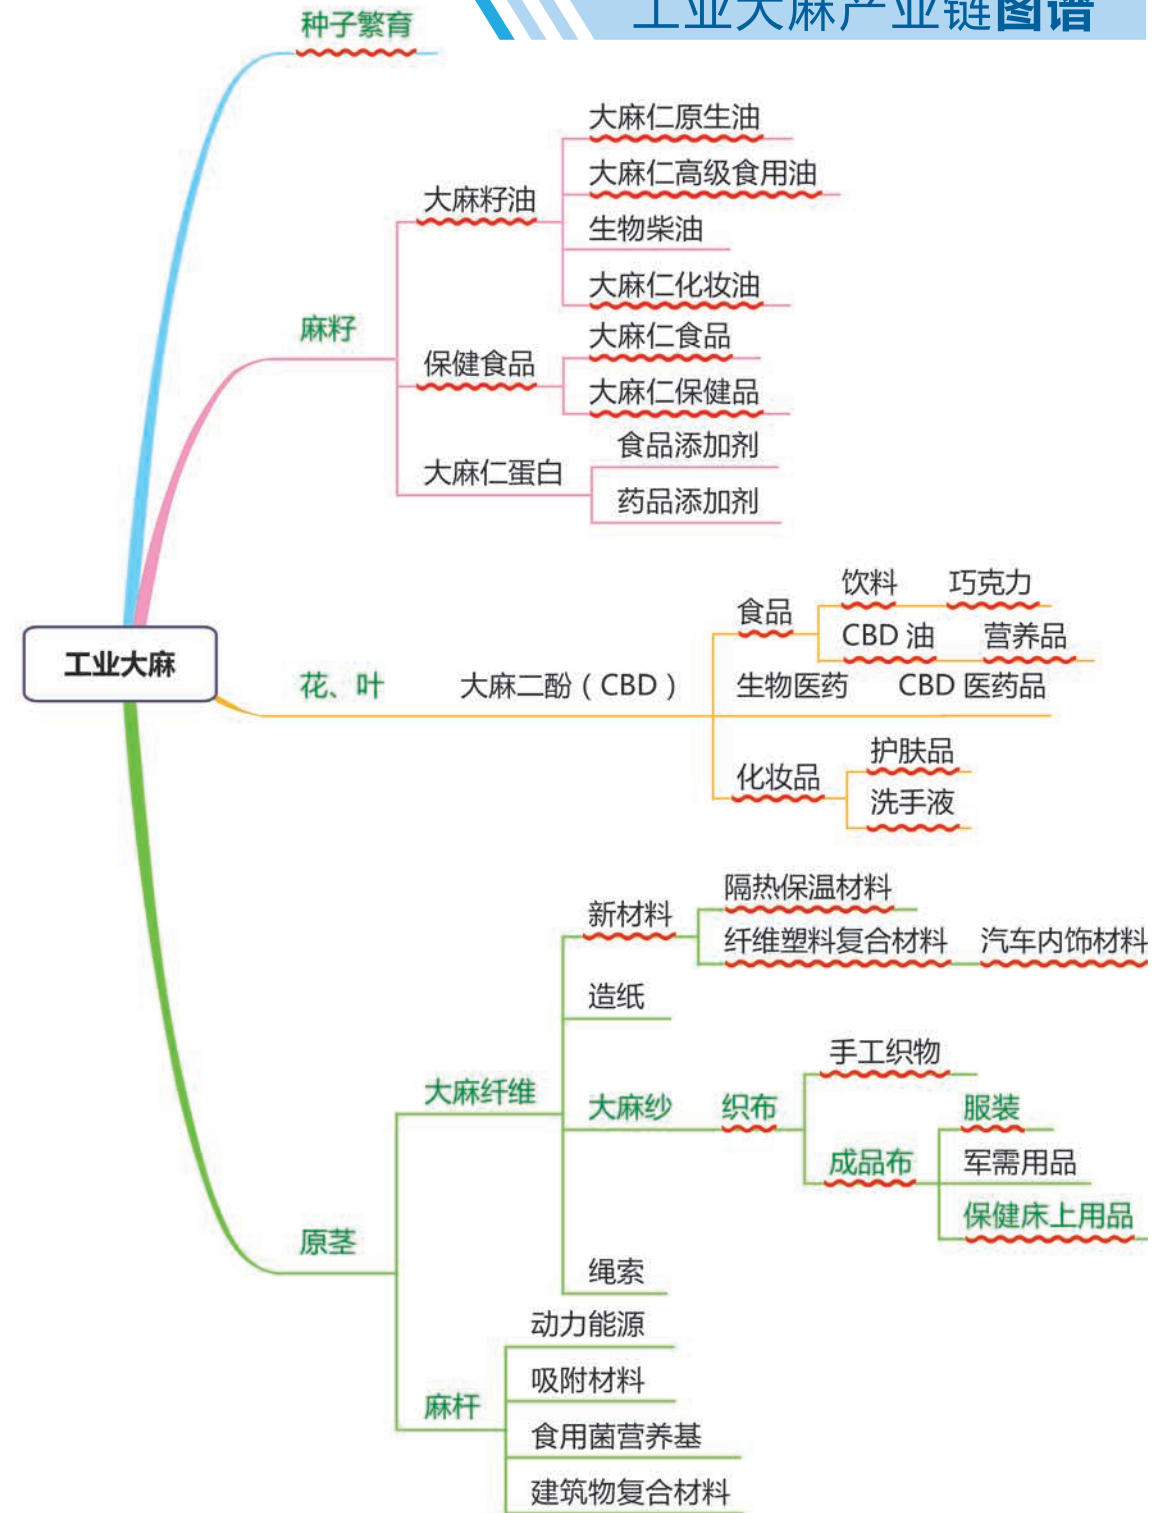 工业大麻产业链图谱
种子繁育
大麻仁原生油
大麻仁高级食用油
大麻籽油
生物柴油
大麻仁化妆油
麻籽
大麻仁食品
保健食品
大麻仁保健品
食品添加剂
大麻仁蛋白
药品添加剂
饮料 巧克力
食品
CBD 油 营养品
工业大麻
花、叶 大麻二酚（CBD） 生物医药 CBD 医药品
护肤品
化妆品
洗手液
隔热保温材料
新材料
纤维塑料复合材料 汽车内饰材料
造纸
手工织物
大麻纤维
大麻纱 织布 服装
成品布 军需用品
保健床上用品
原茎
绳索
动力能源
吸附材料
麻杆
食用菌营养基
建筑物复合材料